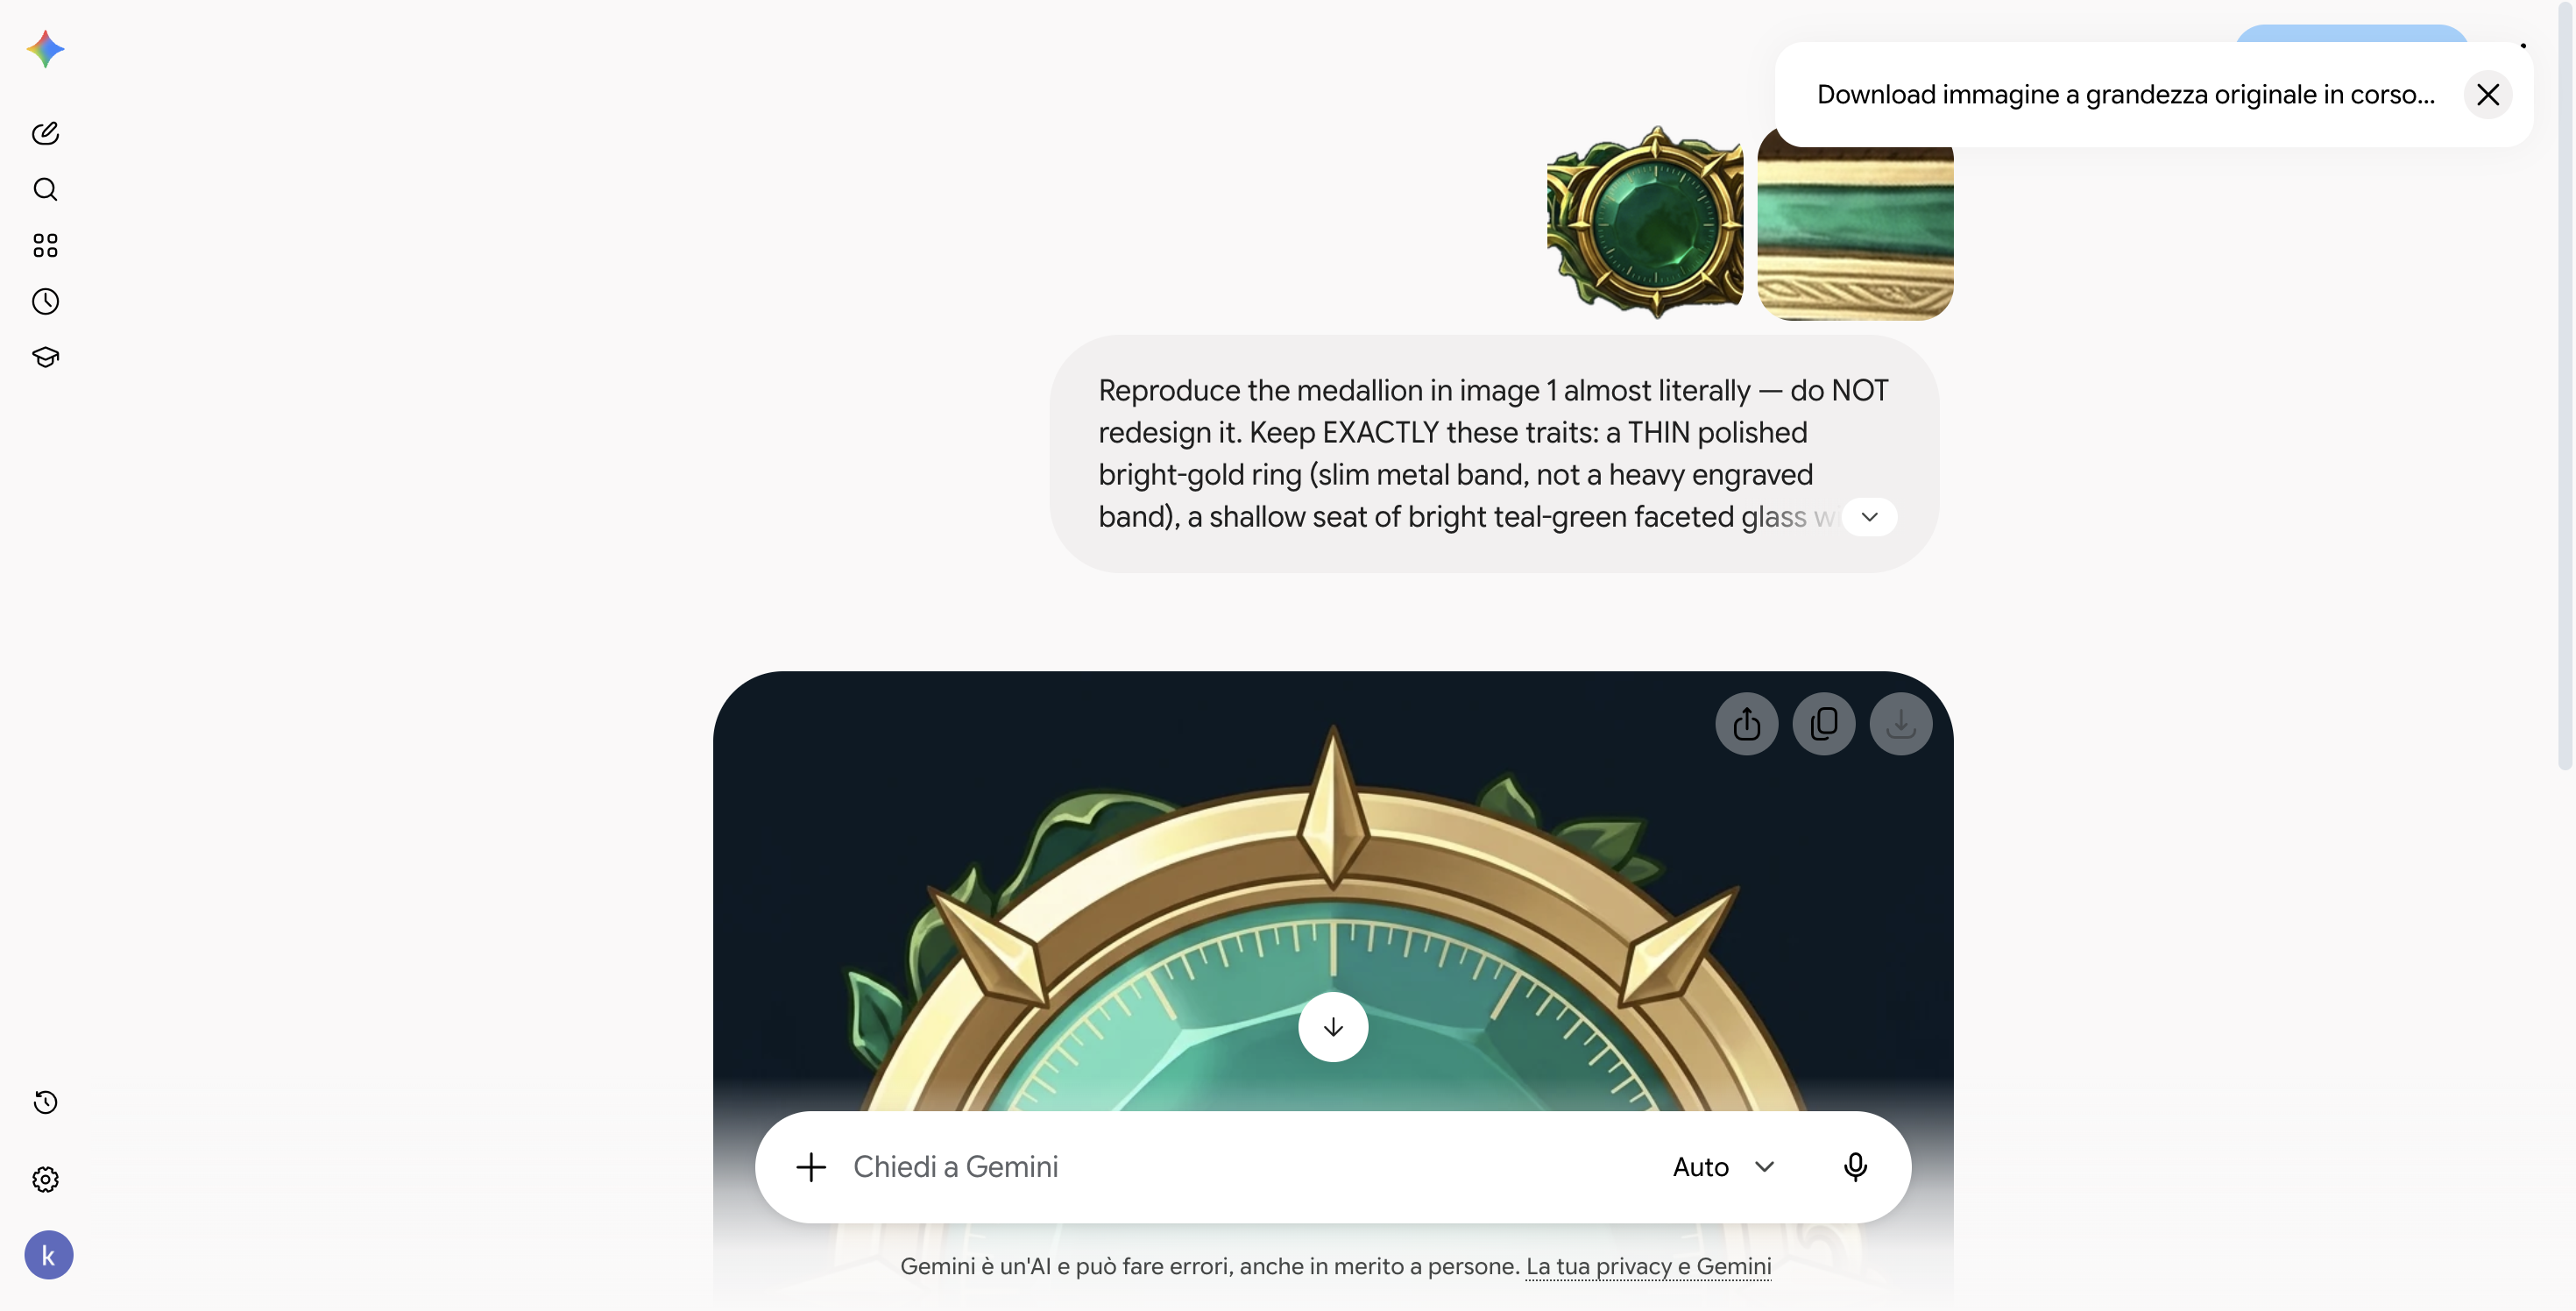 Download immagine a grandezza originale in corso...
Reproduce the medallion in image 1 almost literally — do NOT
redesign it. Keep EXACTLY these traits: a THIN polished
bright-gold ring (slim metal band, not a heavy engraved
band), a shallow seat of bright teal-green faceted glass
Chiedi a Gemini
Auto
Gemini è un'AI e può fare errori, anche in merito a persone. La tua privacy e Gemini
k